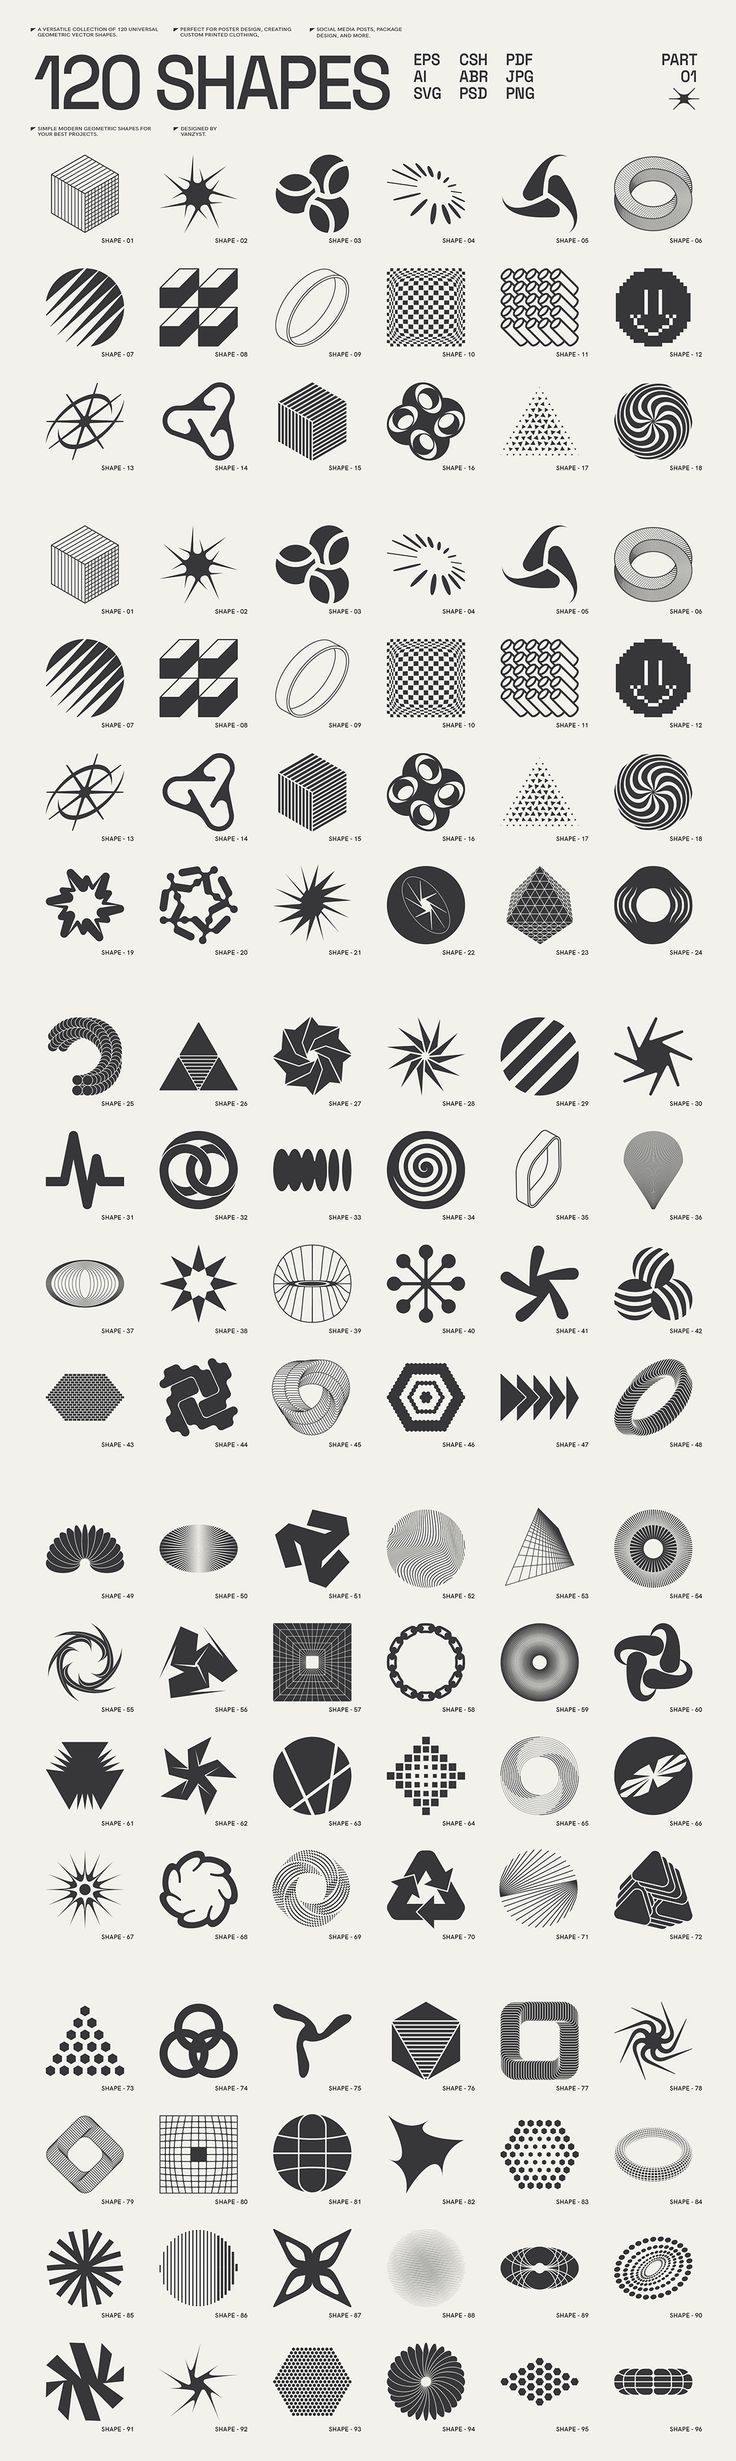 A VERSATILE COLLECTION OF 120 UNIVERSAL
GEOMETRIC VECTOR SHAPES.
PERFECT FOR POSTER DESIGN, CREATING
CUSTOM PRINTED CLOTHING,
SOCIAL MEDIA POSTS, PACKAGE
DESIGN, AND MORE.
120 SHAPES
EPS CSH PDF
AI ABR JPG
SVG PSD PNG
PART
01
SIMPLE MODERN GEOMETRIC SHAPES FOR
YOUR BEST PROJECTS.
DESIGNED BY
VANZYST.
SHAPE - 01 SHAPE - 02 SHAPE - 03 SHAPE - 04 SHAPE - 05 SHAPE - 06
SHAPE - 07 SHAPE - 08 SHAPE - 09 SHAPE - 10 SHAPE - 11 SHAPE - 12
SHAPE - 13 SHAPE - 14 SHAPE - 15 SHAPE - 16 SHAPE - 17 SHAPE - 18
SHAPE - 01 SHAPE - 02 SHAPE - 03 SHAPE - 04 SHAPE - 05 SHAPE - 06
SHAPE - 07 SHAPE - 08 SHAPE - 09 SHAPE - 10 SHAPE - 11 SHAPE - 12
SHAPE - 13 SHAPE - 14 SHAPE - 15 SHAPE - 16 SHAPE - 17 SHAPE - 18
SHAPE - 19 SHAPE - 20 SHAPE - 21 SHAPE - 22 SHAPE - 23 SHAPE - 24
SHAPE - 25 SHAPE - 26 SHAPE - 27 SHAPE - 28 SHAPE - 29 SHAPE - 30
SHAPE - 31 SHAPE - 32 SHAPE - 33 SHAPE - 34 SHAPE - 35 SHAPE - 36
SHAPE - 37 SHAPE - 38 SHAPE - 39 SHAPE - 40 SHAPE - 41 SHAPE - 42
SHAPE - 43 SHAPE - 44 SHAPE - 45 SHAPE - 46 SHAPE - 47 SHAPE - 48
SHAPE - 49 SHAPE - 50 SHAPE - 51 SHAPE - 52 SHAPE - 53 SHAPE - 54
SHAPE - 55 SHAPE - 56 SHAPE - 57 SHAPE - 58 SHAPE - 59 SHAPE - 60
SHAPE - 61 SHAPE - 62 SHAPE - 63 SHAPE - 64 SHAPE - 65 SHAPE - 66
SHAPE - 67 SHAPE - 68 SHAPE - 69 SHAPE - 70 SHAPE - 71 SHAPE - 72
SHAPE - 73 SHAPE - 74 SHAPE - 75 SHAPE - 76 SHAPE - 77 SHAPE - 78
SHAPE - 79 SHAPE - 80 SHAPE - 81 SHAPE - 82 SHAPE - 83 SHAPE - 84
SHAPE - 85 SHAPE - 86 SHAPE - 87 SHAPE - 88 SHAPE - 89 SHAPE - 90
SHAPE - 91 SHAPE - 92 SHAPE - 93 SHAPE - 94 SHAPE - 95 SHAPE - 96